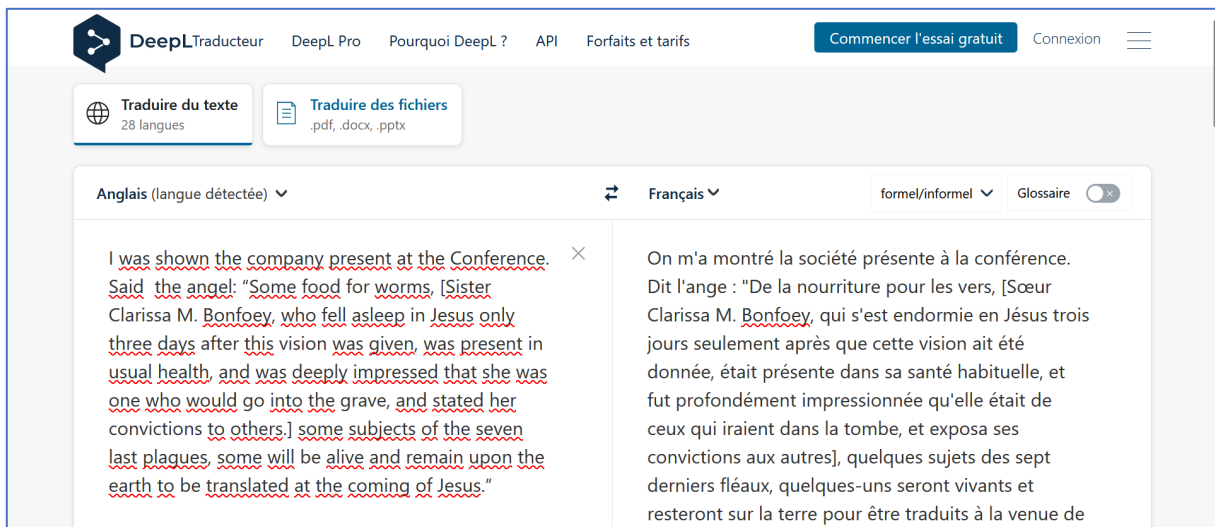 DeepL Traducteur DeepL Pro Pourquoi DeepL ? API Forfaits et tarifs Commencer l'essai gratuit Connexion
Traduire du texte
28 langues
Traduire des fichiers
.pdf, .docx, .pptx
Anglais (langue détectée)
Français
formel/informel
Glossaire
I was shown the company present at the Conference.
Said the angel: “Some food for worms, [Sister
Clarissa M. Bonfoey, who fell asleep in Jesus only
three days after this vision was given, was present in
usual health, and was deeply impressed that she was
one who would go into the grave, and stated her
convictions to others.] some subjects of the seven
last plagues, some will be alive and remain upon the
earth to be translated at the coming of Jesus.”
On m'a montré la société présente à la conférence.
Dit l'ange : "De la nourriture pour les vers, [Sœur
Clarissa M. Bonfoey, qui s'est endormie en Jésus trois
jours seulement après que cette vision ait été
donnée, était présente dans sa santé habituelle, et
fut profondément impressionnée qu'elle était de
ceux qui iraient dans la tombe, et exposa ses
convictions aux autres], quelques sujets des sept
derniers fléaux, quelques-uns seront vivants et
resteront sur la terre pour être traduits à la venue de